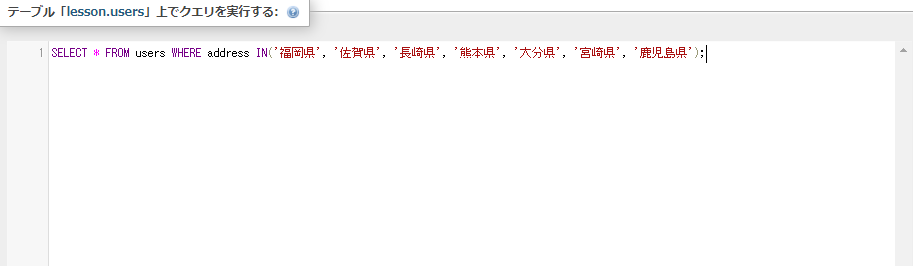 テーブル「lesson.users」上でクエリを実行する:
1 SELECT * FROM users WHERE address IN('福岡県', '佐賀県', '長崎県', '熊本県', '大分県', '宮崎県', '鹿児島県');